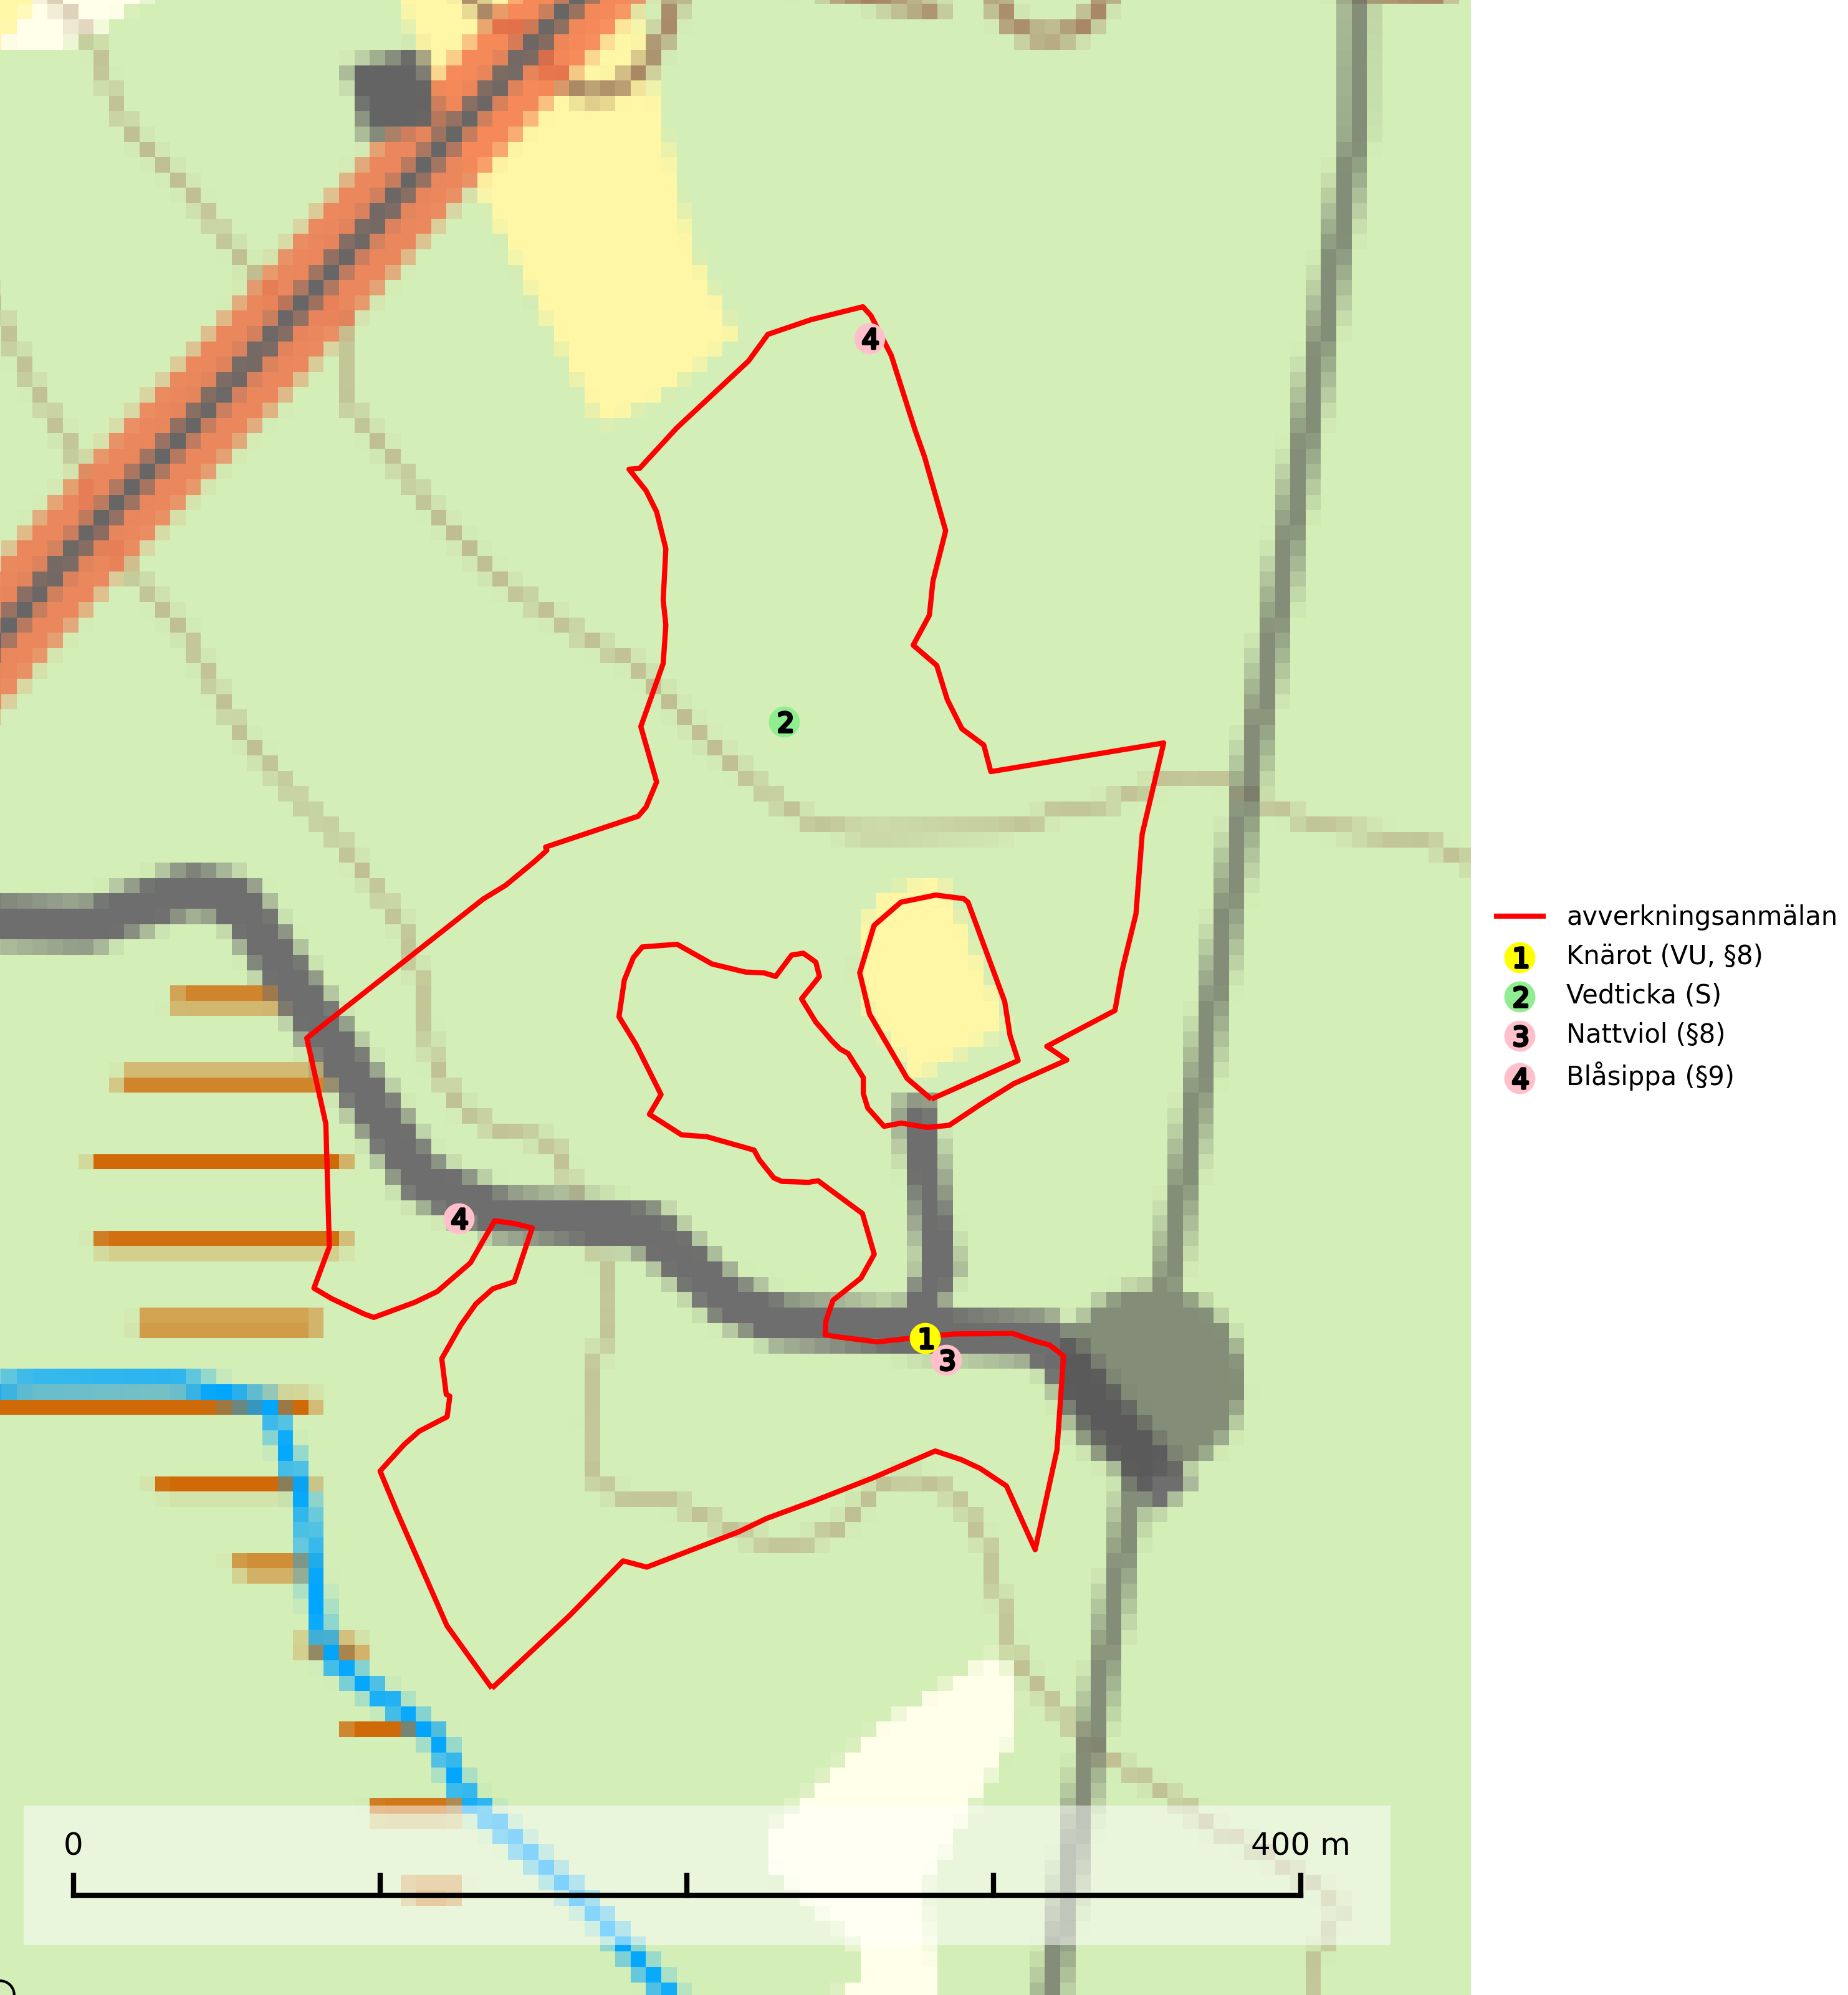 4
2
4
1
3
0
400 m
avverkningsanmälan
1 Knärot (VU, §8)
2 Vedticka (S)
3 Nattviol (§8)
4 Blåsippa (§9)